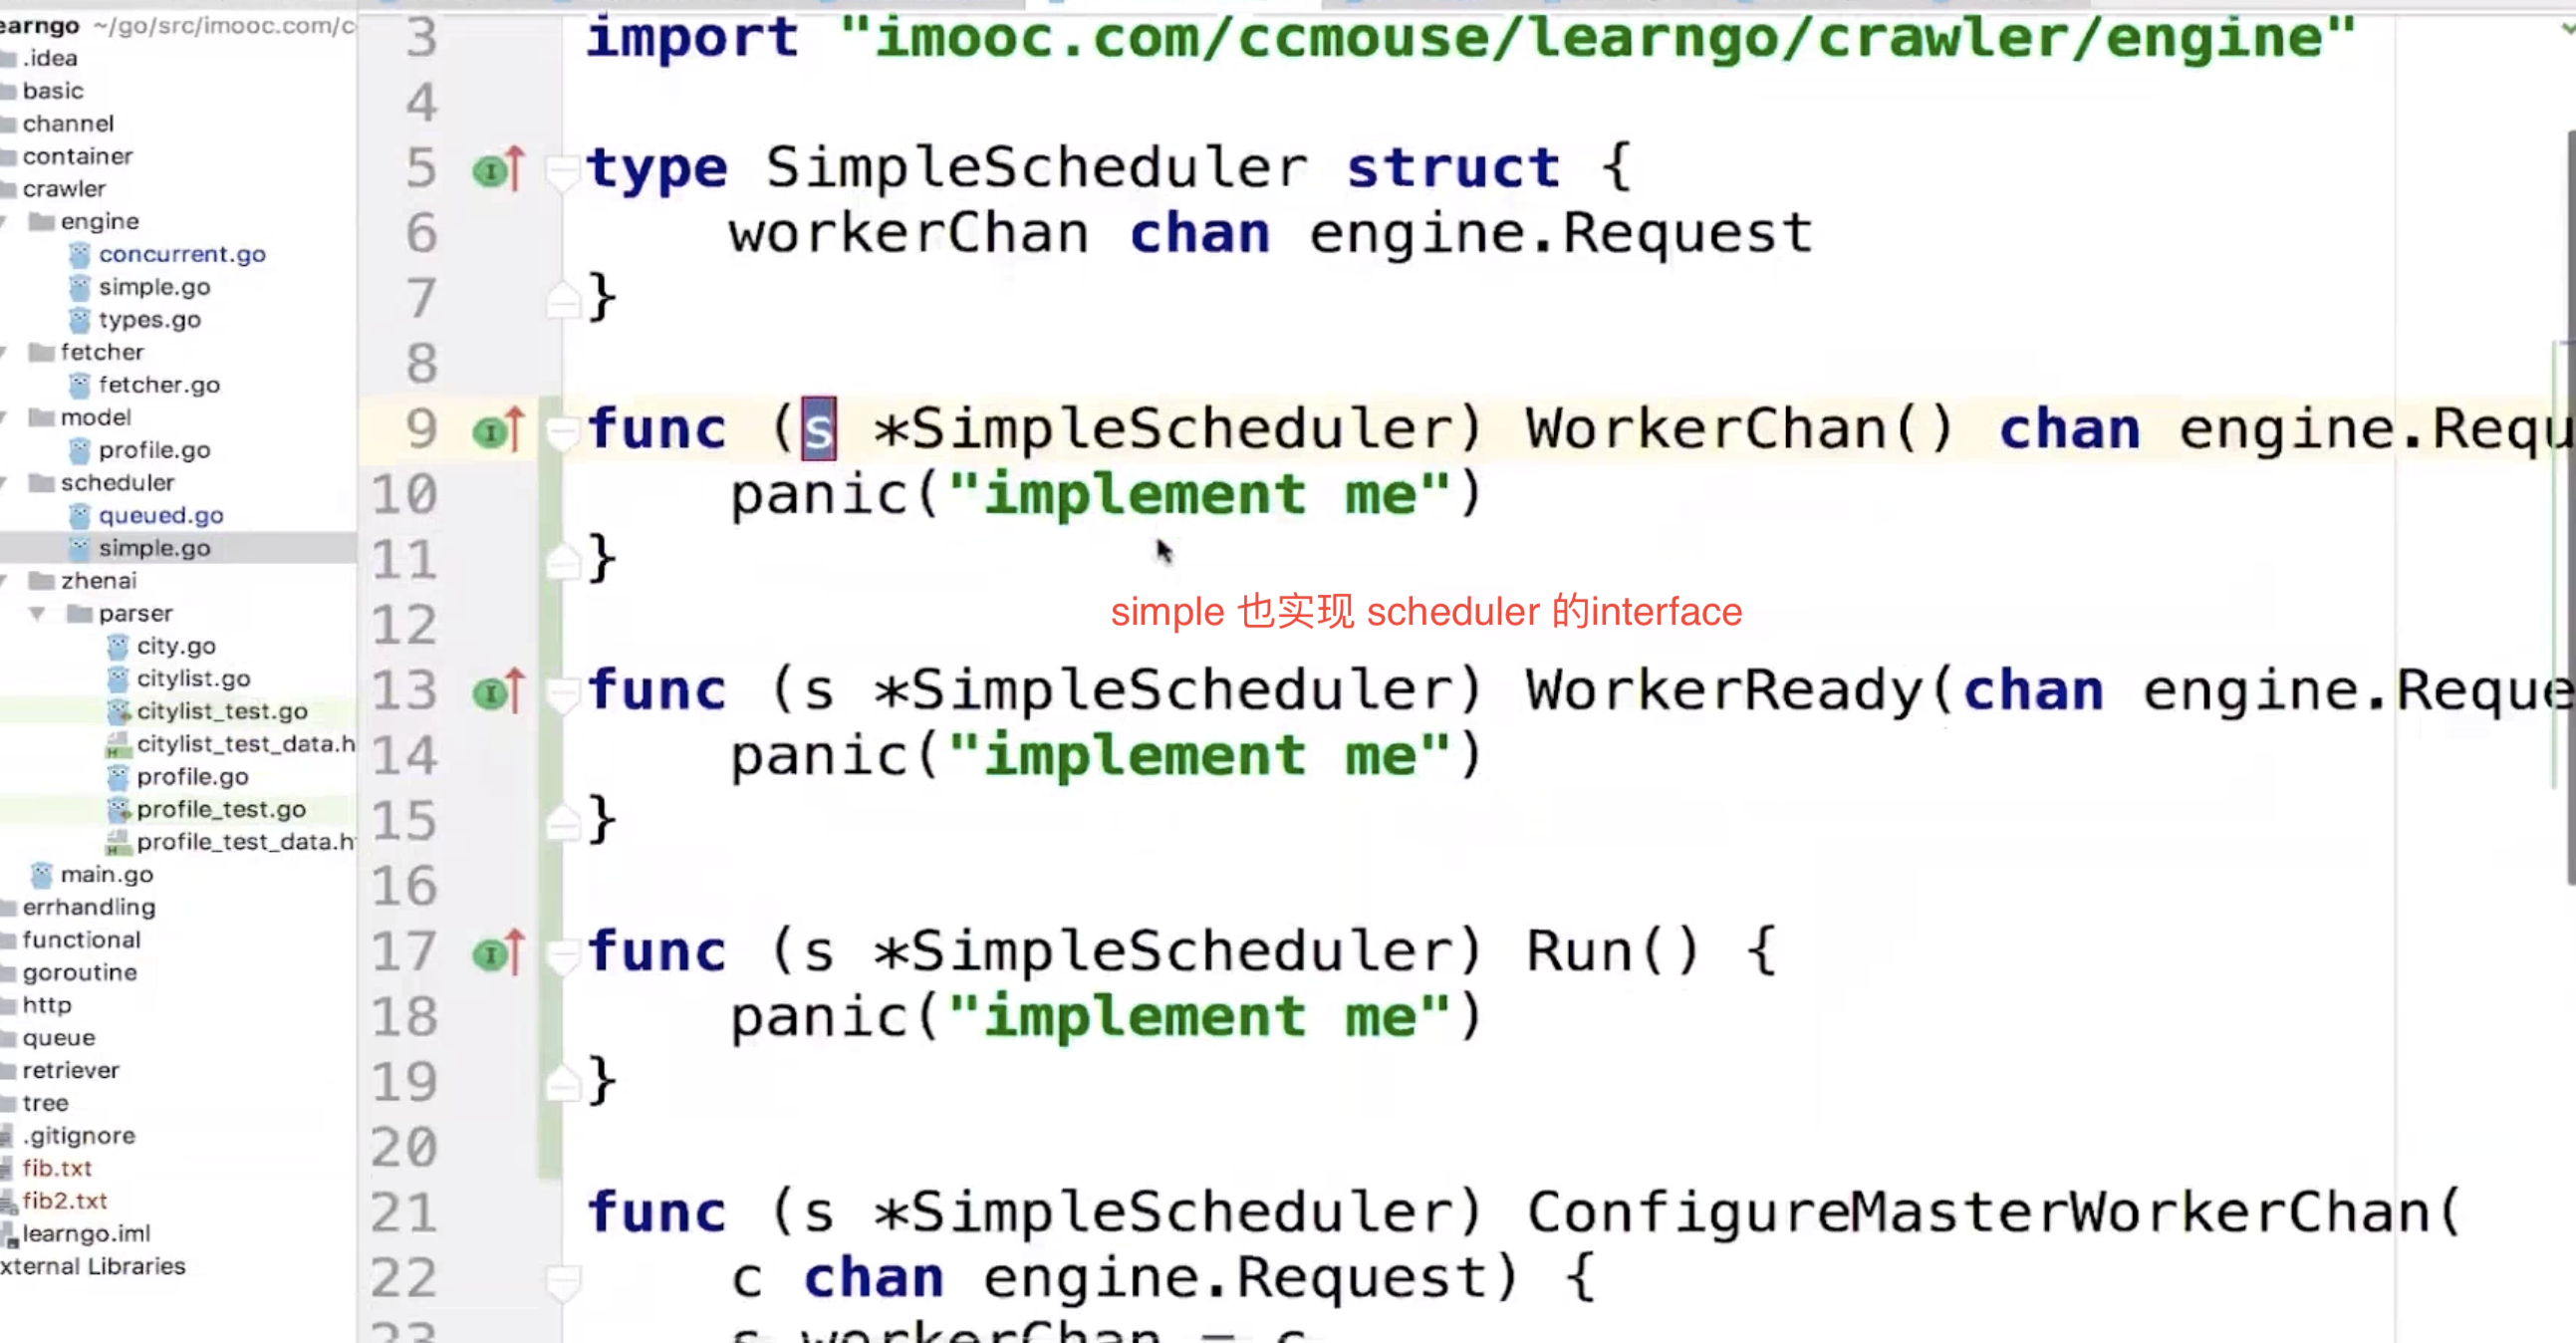 earngo ~/go/src/imooc.com/c
.idea
basic
channel
container
crawler
engine
concurrent.go
simple.go
types.go
fetcher
fetcher.go
model
profile.go
scheduler
queued.go
simple.go
zhenai
parser
city.go
citylist.go
citylist_test.go
citylist_test_data.h
profile.go
profile_test.go
profile_test_data.h
main.go
errhandling
functional
goroutine
http
queue
retriever
tree
.gitignore
fib.txt
fib2.txt
learngo.iml
xternal Libraries
3 import "imooc.com/ccmouse/learngo/crawler/engine"
4
5 type SimpleScheduler struct {
6 workerChan chan engine.Request
7 }
8
9 func (s *SimpleScheduler) WorkerChan() chan engine.Requ
10 panic("implement me")
11 }
12
simple 也实现 scheduler 的interface
13 func (s *SimpleScheduler) WorkerReady(chan engine.Reque
14 panic("implement me")
15 }
16
17 func (s *SimpleScheduler) Run() {
18 panic("implement me")
19 }
20
21 func (s *SimpleScheduler) ConfigureMasterWorkerChan(
22 c chan engine.Request) {
23 s.workerChan = c